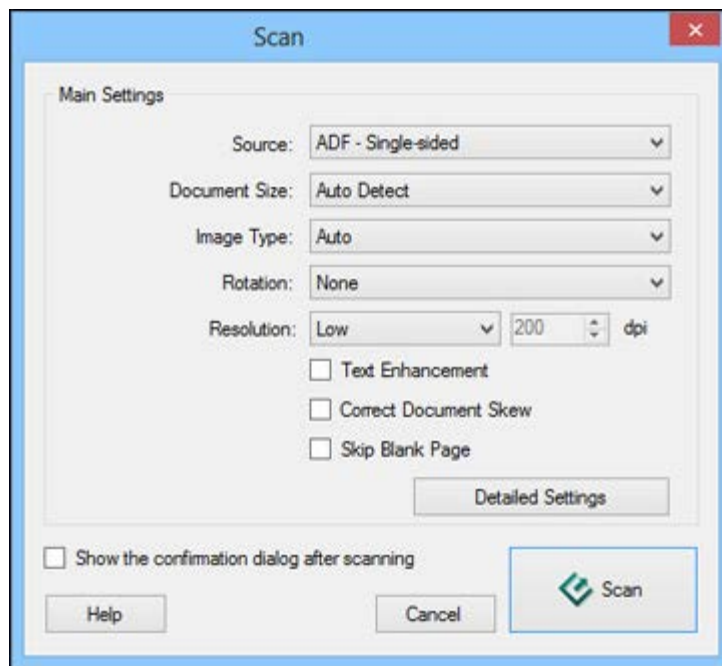 Scan
Main Settings
Source: ADF - Single-sided
Document Size: Auto Detect
Image Type: Auto
Rotation: None
Resolution: Low 200 dpi
Text Enhancement
Correct Document Skew
Skip Blank Page
Detailed Settings
Show the confirmation dialog after scanning
Scan
Help Cancel